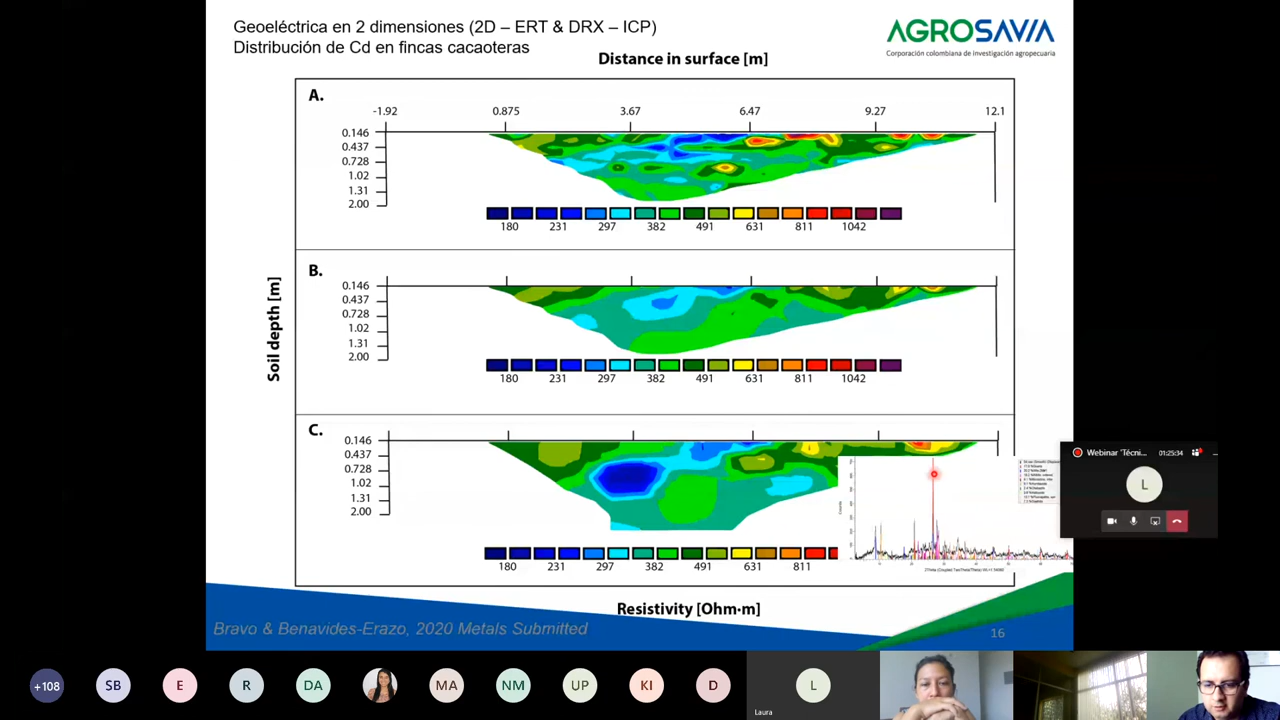 Geoeléctrica en 2 dimensiones (2D – ERT & DRX – ICP)
Distribución de Cd en fincas cacaoteras
AGROSAVIA
Corporación colombiana de investigación agropecuaria
Distance in surface [m]
A.
-1.92 0.875 3.67 6.47 9.27 12.1
0.146
0.437
0.728
1.02
1.31
2.00
180 231 297 382 491 631 811 1042
B.
0.146
0.437
0.728
1.02
1.31
2.00
180 231 297 382 491 631 811 1042
Soil depth [m]
C.
0.146
0.437
0.728
1.02
1.31
2.00
180 231 297 382 491 631 811
Resistivity [Ohm·m]
Bravo & Benavides-Erazo, 2020 Metals Submitted
16
Webinar 'Técni...
01:25:34
L
+108
SB
E
R
DA
MA
NM
UP
KI
D
L
Laura